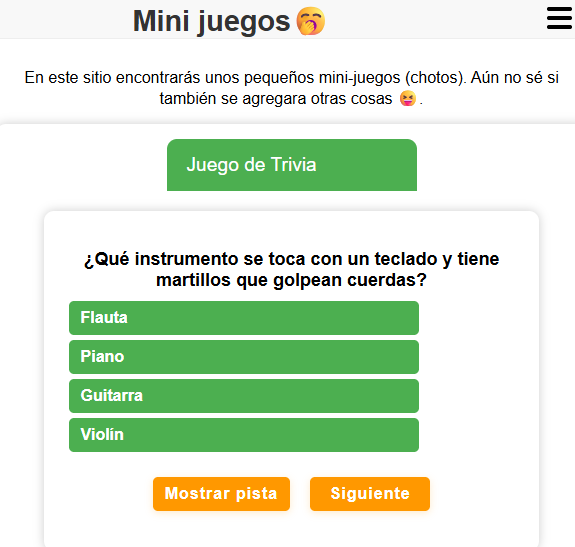 Mini juegos🥱
En este sitio encontrarás unos pequeños mini-juegos (chotos). Aún no sé si
también se agregara otras cosas 😝.
Juego de Trivia
¿Qué instrumento se toca con un teclado y tiene
martillos que golpean cuerdas?
Flauta
Piano
Guitarra
Violín
Mostrar pista
Siguiente